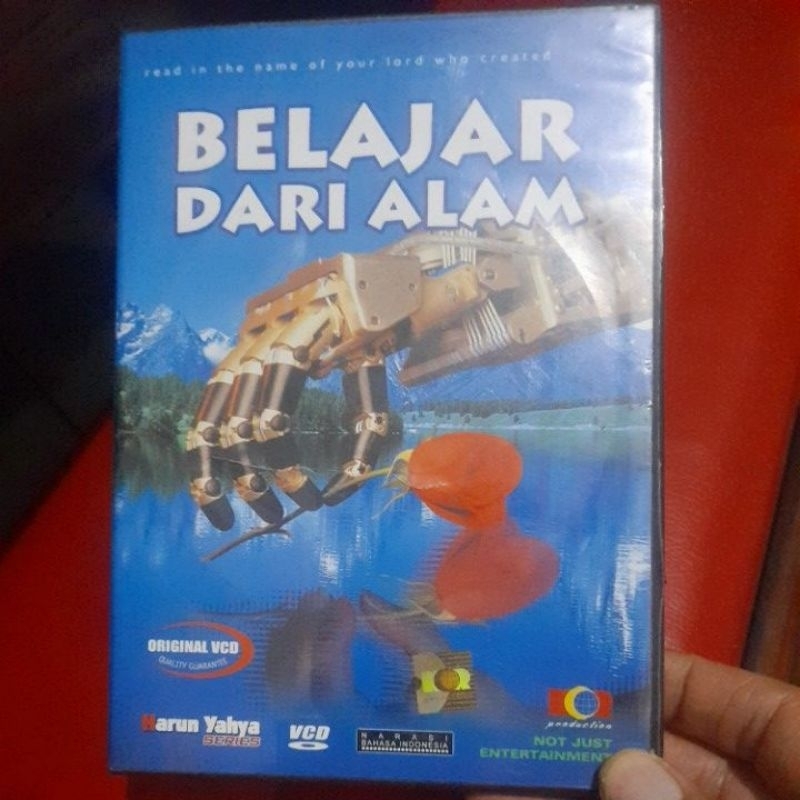 read in the name of your lord who created
BELAJAR
DARI ALAM
ORIGINAL VCD
QUALITY GUARANTEE
Harun Yahya
SERIES
VCD
NARASI
BAHASA INDONESIA
production
NOT JUST
ENTERTAINMENT